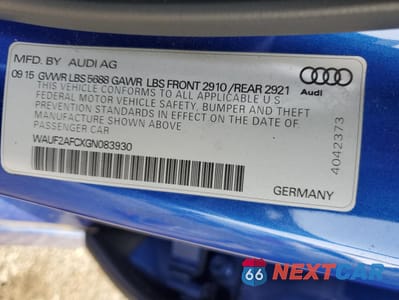 MFD. BY AUDI AG
09 15 GVWR LBS 5688 GAWR LBS FRONT 2910 /REAR 2921
THIS VEHICLE CONFORMS TO ALL APPLICABLE U.S
FEDERAL MOTOR VEHICLE SAFETY, BUMPER AND THEFT
PREVENTION STANDARDS IN EFFECT ON THE DATE OF
MANUFACTURE SHOWN ABOVE
PASSENGER CAR
WAUF2AFCXGN083930
Audi
4042373
GERMANY
66 NEXTCAR